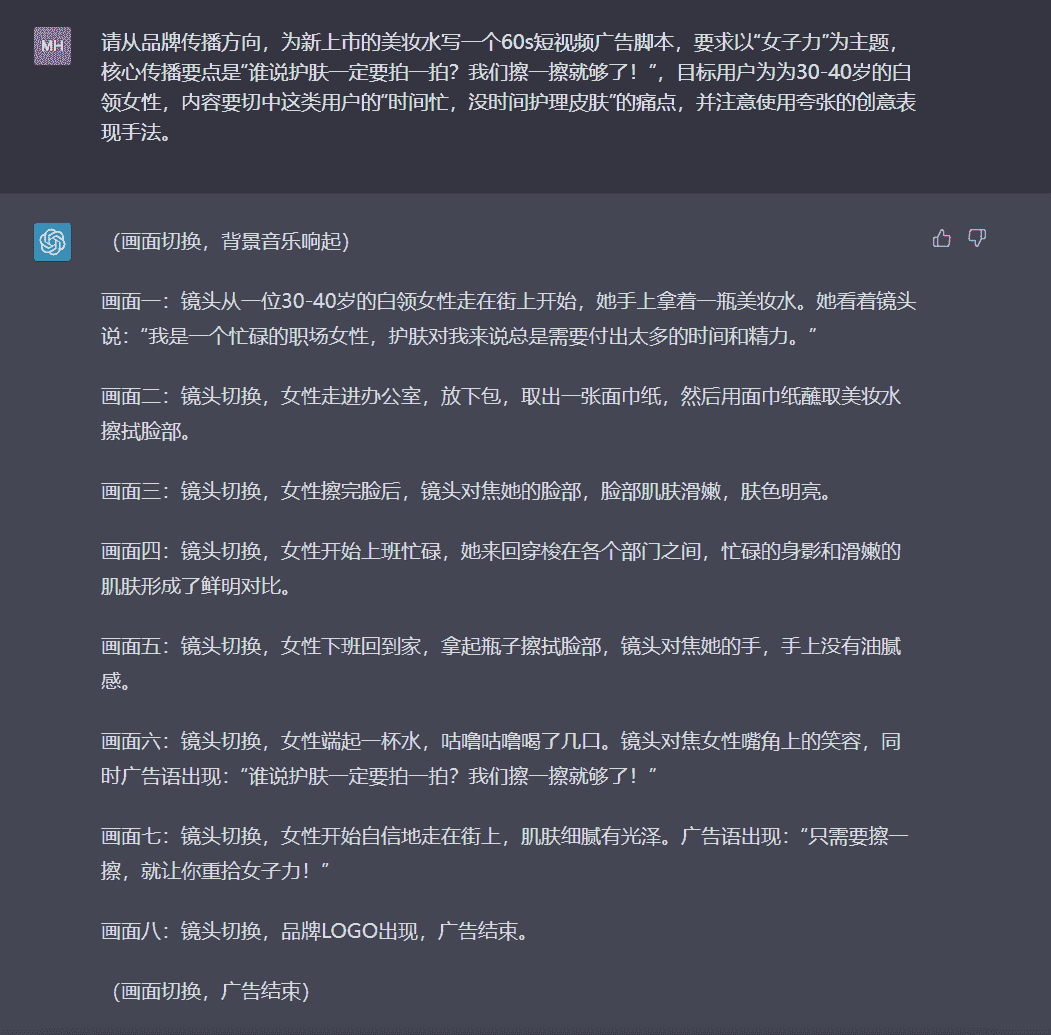 MH
请从品牌传播方向，为新上市的美妆水写一个60s短视频广告脚本，要求以“女子力”为主题，
核心传播要点是“谁说护肤一定要拍一拍？我们擦一擦就够了！”，目标用户为为30-40岁的白
领女性，内容要切中这类用户的“时间忙，没时间护理皮肤”的痛点，并注意使用夸张的创意表
现手法。
（画面切换，背景音乐响起）
画面一：镜头从一位30-40岁的白领女性走在街上开始，她手上拿着一瓶美妆水。她看着镜头
说：“我是一个忙碌的职场女性，护肤对我来说总是需要付出太多的时间和精力。”
画面二：镜头切换，女性走进办公室，放下包，取出一张面巾纸，然后用面巾纸蘸取美妆水
擦拭脸部。
画面三：镜头切换，女性擦完脸后，镜头对焦她的脸部，脸部肌肤滑嫩，肤色明亮。
画面四：镜头切换，女性开始上班忙碌，她来回穿梭在各个部门之间，忙碌的身影和滑嫩的
肌肤形成了鲜明对比。
画面五：镜头切换，女性下班回到家，拿起瓶子擦拭脸部，镜头对焦她的手，手上没有油腻
感。
画面六：镜头切换，女性端起一杯水，咕噜咕噜喝了几口。镜头对焦女性嘴角上的笑容，同
时广告语出现：“谁说护肤一定要拍一拍？我们擦一擦就够了！”
画面七：镜头切换，女性开始自信地走在街上，肌肤细腻有光泽。广告语出现：“只需要擦一
擦，就让你重拾女子力！”
画面八：镜头切换，品牌LOGO出现，广告结束。
（画面切换，广告结束）